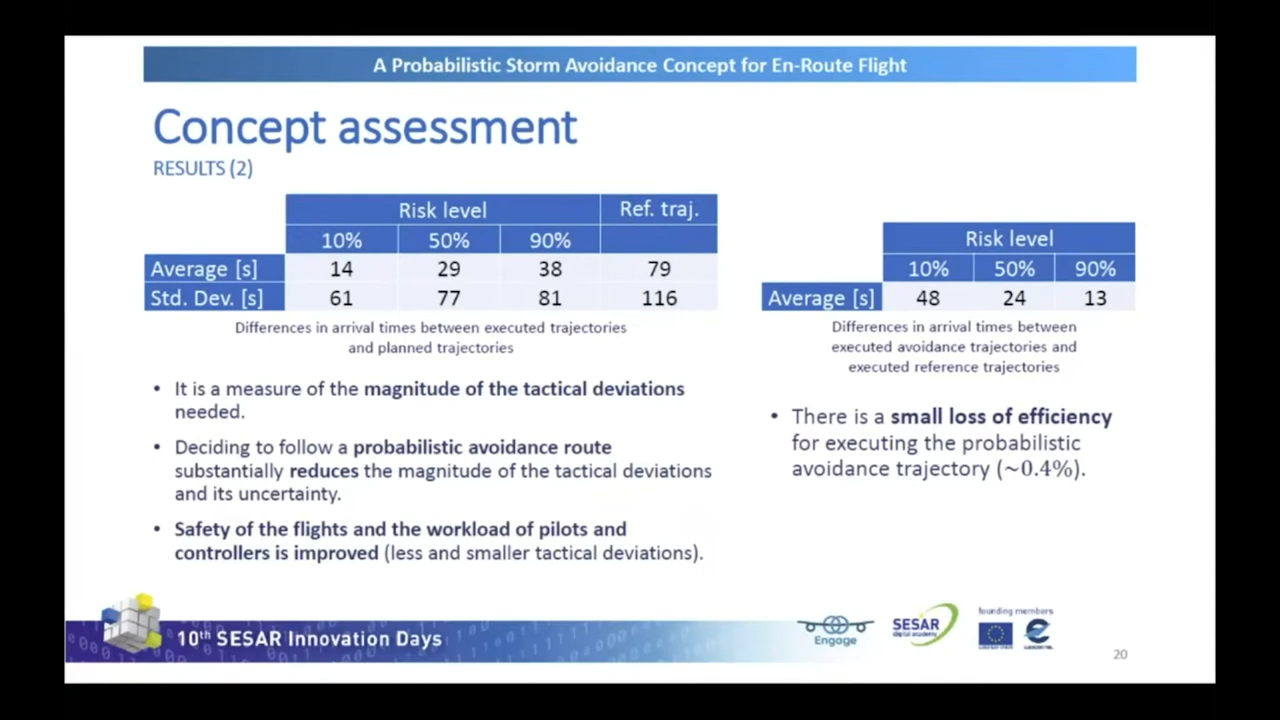 A Probabilistic Storm Avoidance Concept for En-Route Flight
Concept assessment
RESULTS (2)
Risk level Ref. traj.
10% 50% 90%
Average [s] 14 29 38 79
Std. Dev. [s] 61 77 81 116
Differences in arrival times between executed trajectories
and planned trajectories
• It is a measure of the magnitude of the tactical deviations
needed.
• Deciding to follow a probabilistic avoidance route
substantially reduces the magnitude of the tactical deviations
and its uncertainty.
• Safety of the flights and the workload of pilots and
controllers is improved (less and smaller tactical deviations).
Risk level
10% 50% 90%
Average [s] 48 24 13
Differences in arrival times between
executed avoidance trajectories and
executed reference trajectories
• There is a small loss of efficiency
for executing the probabilistic
avoidance trajectory (~0.4%).
10th SESAR Innovation Days
Engage
SESAR
digital academy
founding members
20